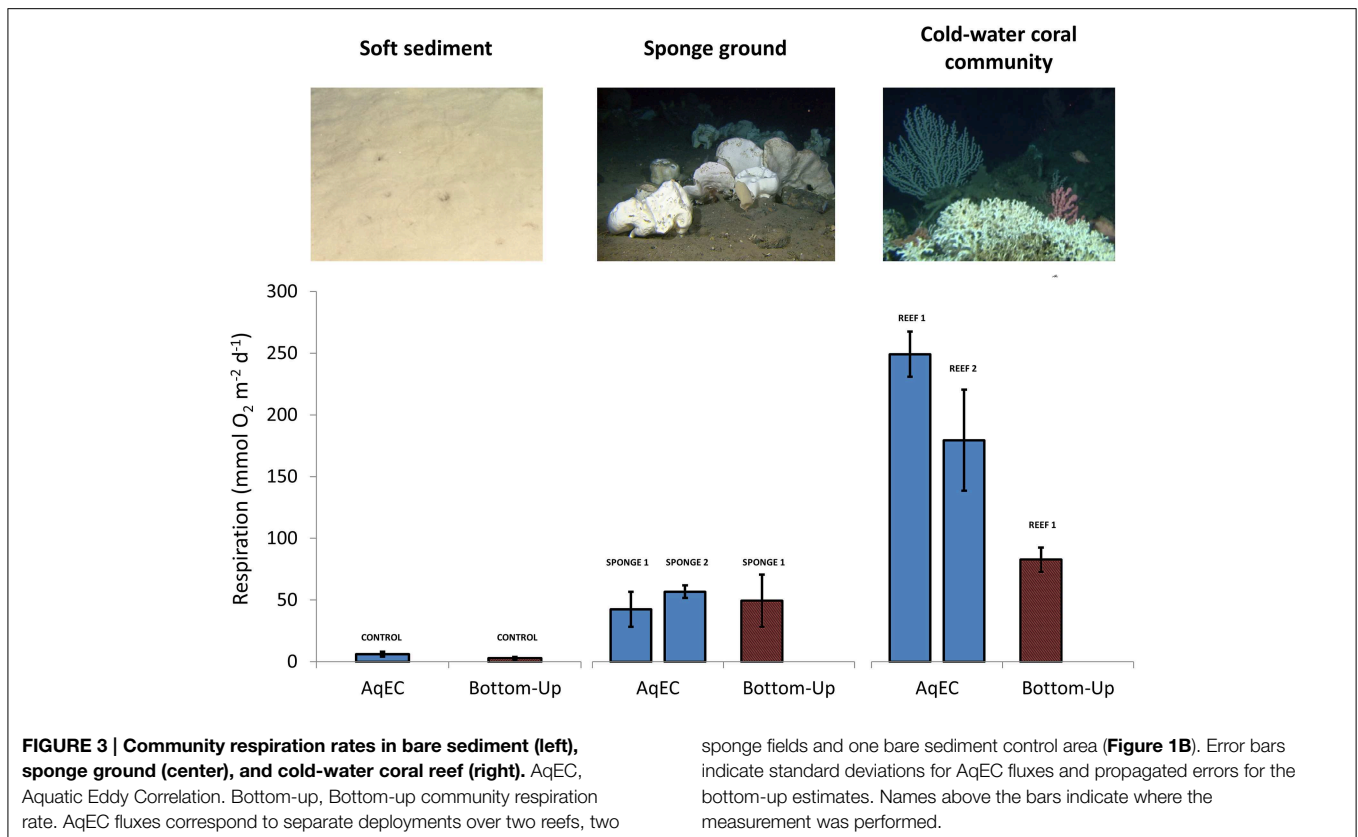 Soft sediment
Sponge ground
Cold-water coral
community
300
250
200
150
100
50
0
Respiration (mmol O₂ m⁻² d⁻¹)
CONTROL
CONTROL
SPONGE 1
SPONGE 2
SPONGE 1
REEF 1
REEF 2
REEF 1
AqEC
Bottom-Up
AqEC
Bottom-Up
AqEC
Bottom-Up
FIGURE 3 | Community respiration rates in bare sediment (left),
sponge ground (center), and cold-water coral reef (right). AqEC,
Aquatic Eddy Correlation. Bottom-up, Bottom-up community respiration
rate. AqEC fluxes correspond to separate deployments over two reefs, two
sponge fields and one bare sediment control area (Figure 1B). Error bars
indicate standard deviations for AqEC fluxes and propagated errors for the
bottom-up estimates. Names above the bars indicate where the
measurement was performed.